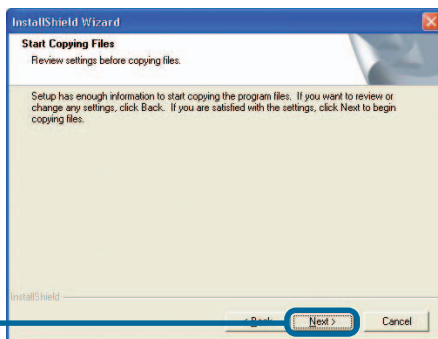 InstallShield Wizard
Start Copying Files
Review settings before copying files.
Setup has enough information to start copying the program files. If you want to review or
change any settings, click Back. If you are satisfied with the settings, click Next to begin
copying files.
InstallShield
< Back Next > Cancel